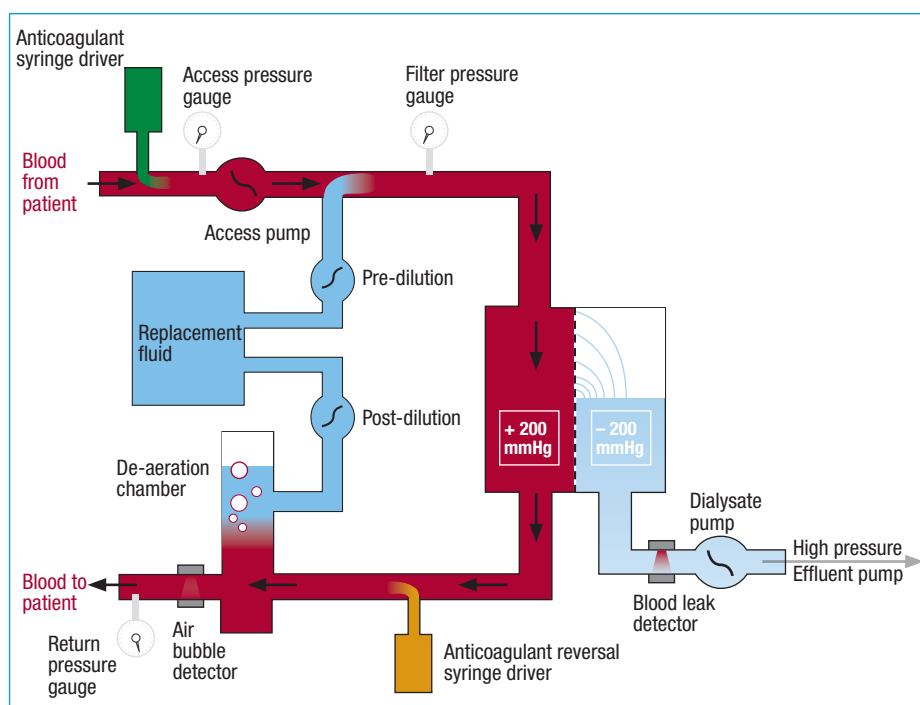 Anticoagulant
syringe driver
Access pressure
gauge
Filter pressure
gauge
Blood
from
patient
Access pump
Pre-dilution
Replacement
fluid
Post-dilution
+ 200
mmHg
– 200
mmHg
De-aeration
chamber
Dialysate
pump
High pressure
Effluent pump
Blood to
patient
Blood leak
detector
Return
pressure
gauge
Air
bubble
detector
Anticoagulant reversal
syringe driver